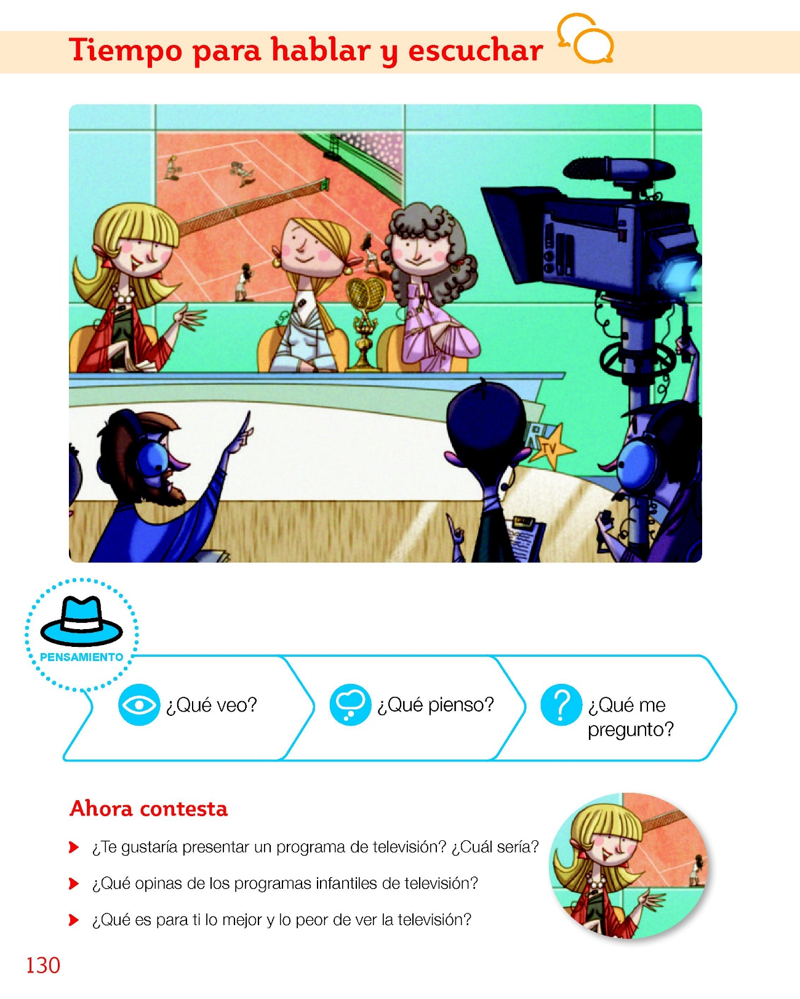 Tiempo para hablar y escuchar
R
TV
PENSAMIENTO
¿Qué veo?
¿Qué pienso?
¿Qué me
pregunto?
Ahora contesta
¿Te gustaría presentar un programa de televisión? ¿Cuál sería?
¿Qué opinas de los programas infantiles de televisión?
¿Qué es para ti lo mejor y lo peor de ver la televisión?
130